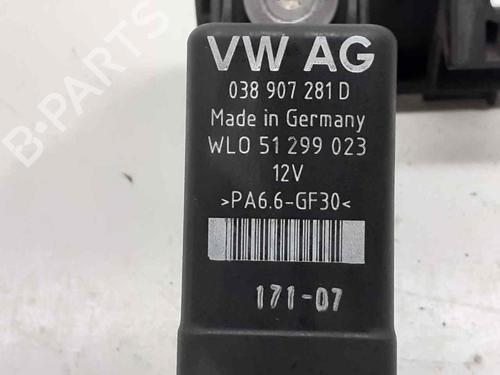 VW AG
038 907 281 D
Made in Germany
WLO 51 299 023
12V
>PA6.6-GF30<
171-07
B-PARTS